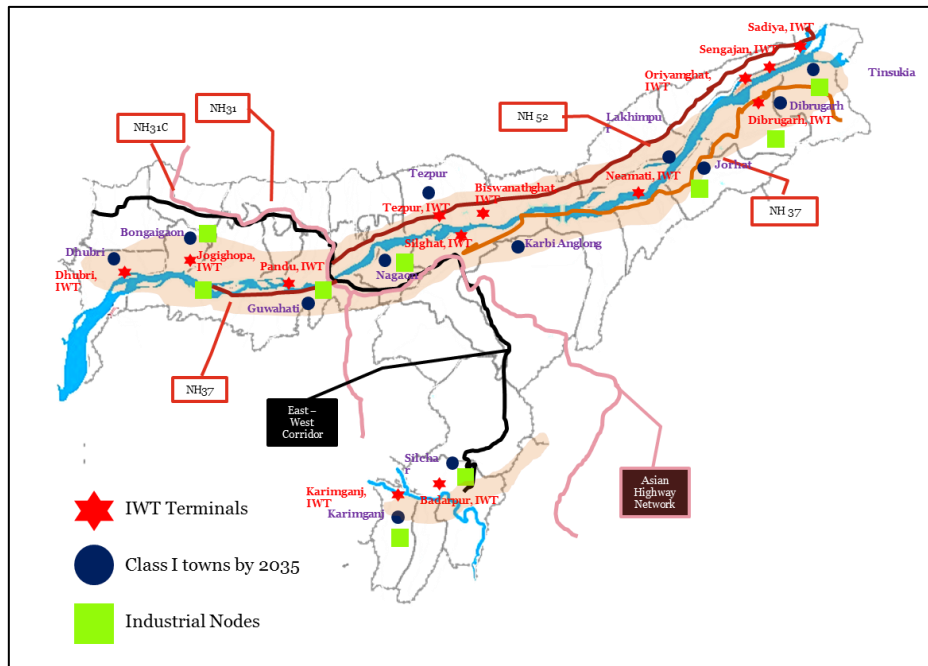 Sadiya, IWT
Sengajan, IWT
Oriyamghat,
IWT
Tinsukia
NH31
NH31C
NH 52
Lakhimpu
r
Dibrugarh
Dibrugarh, IWT
Tezpur
Biswanathghat
IWT
Neamati, IWT
Jorhat
NH 37
Tezpur, IWT
Bongaigaon
Silghat, IWT
Karbi Anglong
Dhubri
Jogighopa,
IWT
Pandu, IWT
Dhubri,
IWT
Nagaon
Guwahati
NH37
East –
West
Corridor
Silcha
r
Karimganj,
IWT
Badarpur, IWT
Karimganj
Asian
Highway
Network
IWT Terminals
Class I towns by 2035
Industrial Nodes